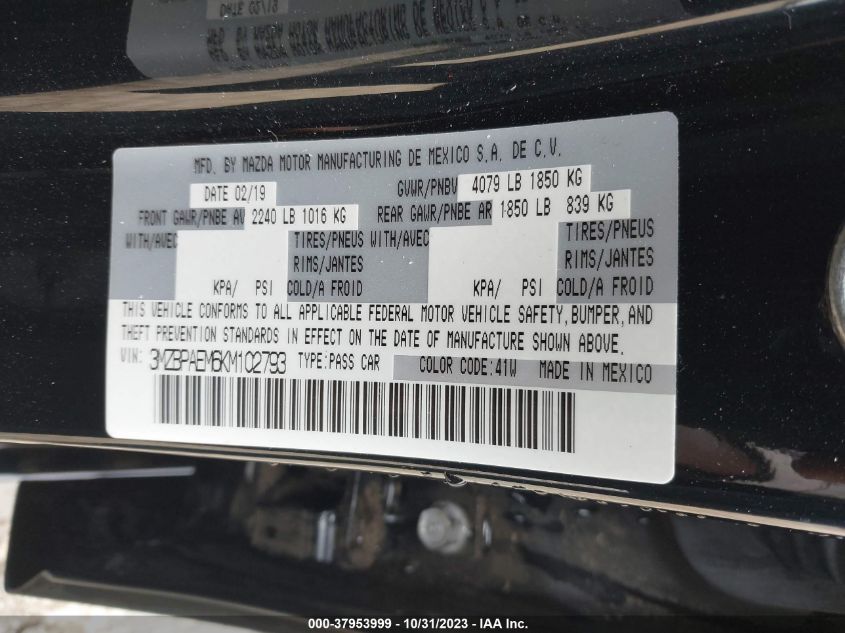 MFD. BY MAZDA MOTOR MANUFACTURING DE MEXICO S.A. DE C.V.
DATE 02/19 GVWR/PNBV 4079 LB 1850 KG
FRONT GAWR/PNBE AV 2240 LB 1016 KG REAR GAWR/PNBE AR 1850 LB 839 KG
WITH/AVEC TIRES/PNEUS WITH/AVEC TIRES/PNEUS
RIMS/JANTES RIMS/JANTES
KPA/ PSI COLD/A FROID KPA/ PSI COLD/A FROID
THIS VEHICLE CONFORMS TO ALL APPLICABLE FEDERAL MOTOR VEHICLE SAFETY, BUMPER, AND
THEFT PREVENTION STANDARDS IN EFFECT ON THE DATE OF MANUFACTURE SHOWN ABOVE.
VIN: 3MZBPAEM6KM102793 TYPE:PASS CAR COLOR CODE:41W MADE IN MEXICO
000-37953999 - 10/31/2023 - IAA Inc.